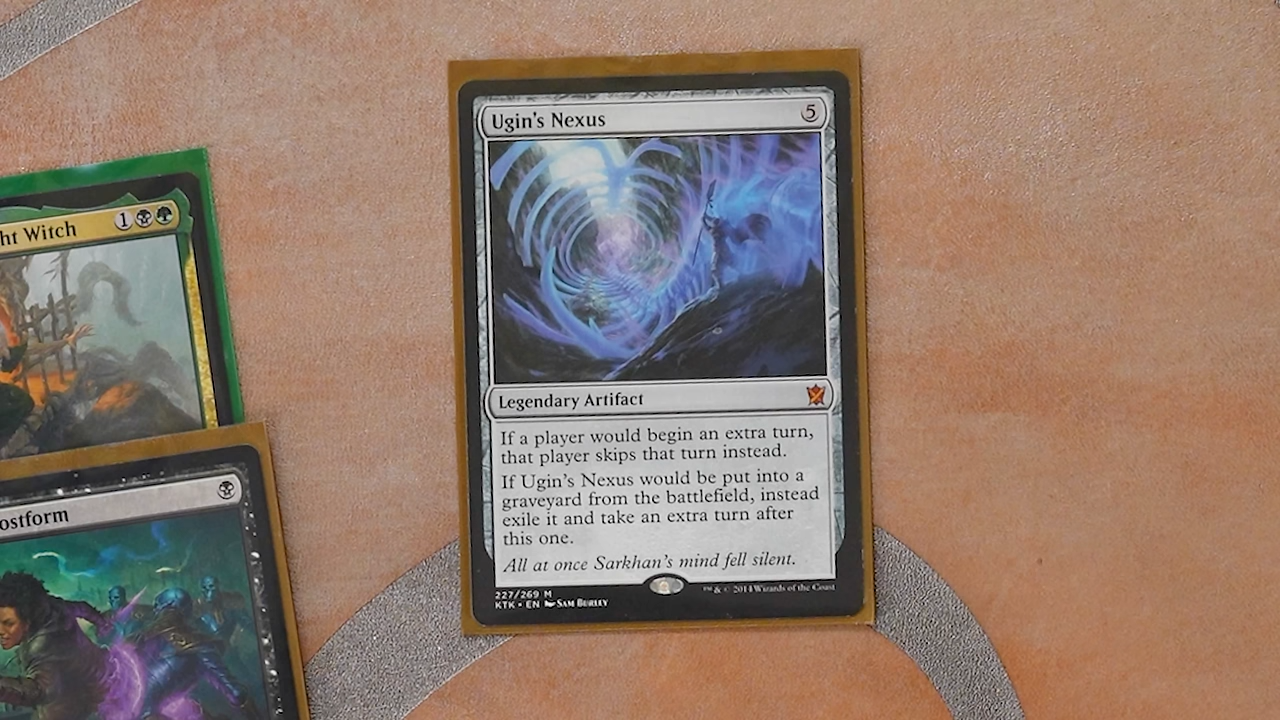 Ugin's Nexus 5
Legendary Artifact
If a player would begin an extra turn,
that player skips that turn instead.
If Ugin's Nexus would be put into a
graveyard from the battlefield, instead
exile it and take an extra turn after
this one.
All at once Sarkhan's mind fell silent.
227/269 M
KTK • EN Sam Burley
™ & © 2014 Wizards of the Coast
ht Witch 1
ostform